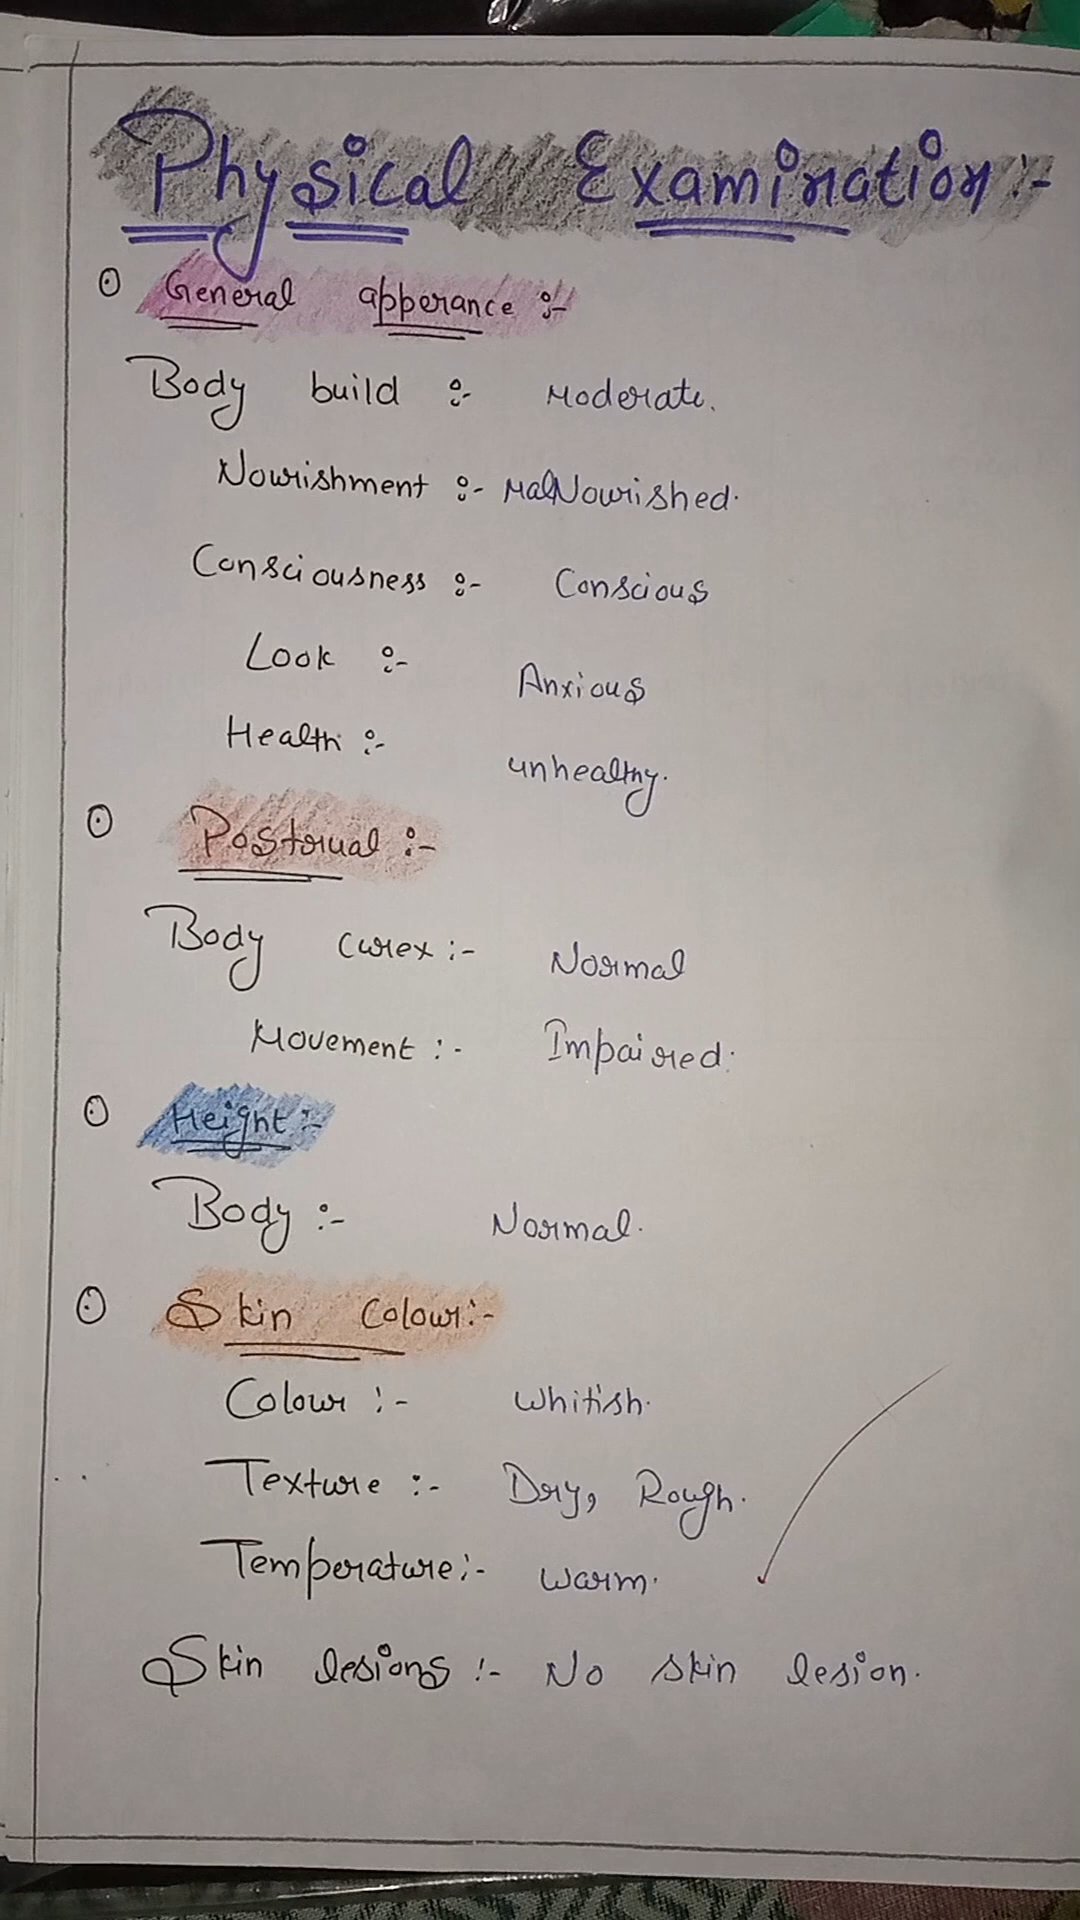 Physical Examination :-
General apperance :-
Body build :- Moderate.
Nourishment :- MalNourished.
Consciousness :- Conscious
Look :- Anxious
Health :- unhealthy.
Postrual :-
Body curex :- Normal
Movement :- Impaired.
Height :-
Body :- Normal.
Skin Colour :-
Colour :- Whitish.
Texture :- Dry, Rough.
Temperature :- Warm.
Skin lesions :- No skin lesion.